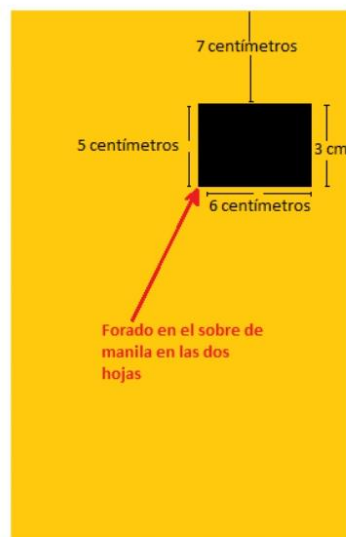 7 centímetros
5 centímetros
3 cm
6 centímetros
Forado en el sobre de
manila en las dos
hojas